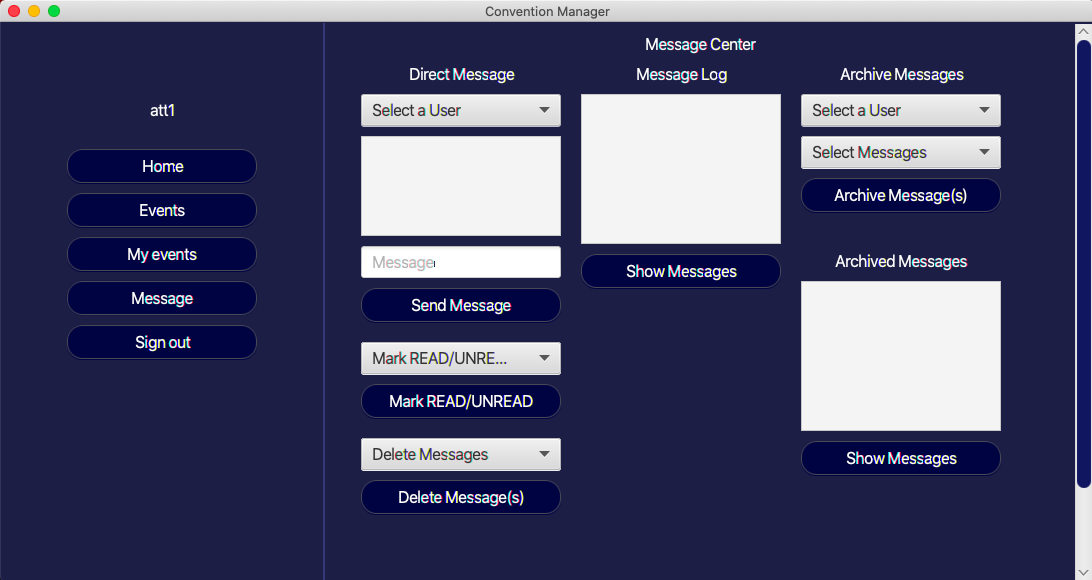 Convention Manager
att1
Home
Events
My events
Message
Sign out
Message Center
Direct Message
Select a User
Message
Send Message
Mark READ/UNRE...
Mark READ/UNREAD
Delete Messages
Delete Message(s)
Message Log
Show Messages
Archive Messages
Select a User
Select Messages
Archive Message(s)
Archived Messages
Show Messages